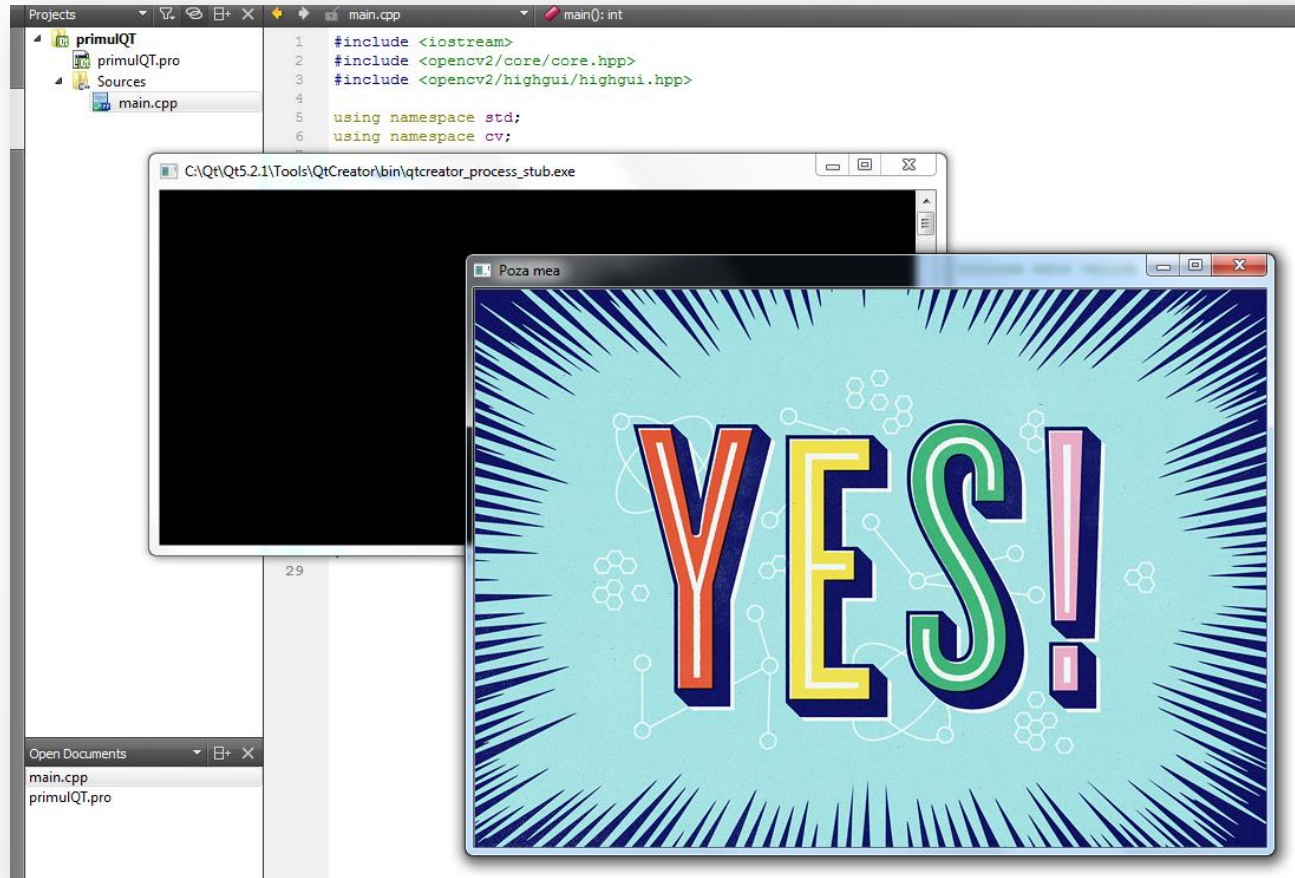 Projects
main.cpp
main(): int
primulQT
primulQT.pro
Sources
main.cpp
1 #include <iostream>
2 #include <opencv2/core/core.hpp>
3 #include <opencv2/highgui/highgui.hpp>
4
5 using namespace std;
6 using namespace cv;
C:\Qt\Qt5.2.1\Tools\QtCreator\bin\qtcreator_process_stub.exe
Poza mea
YES!
29
Open Documents
main.cpp
primulQT.pro